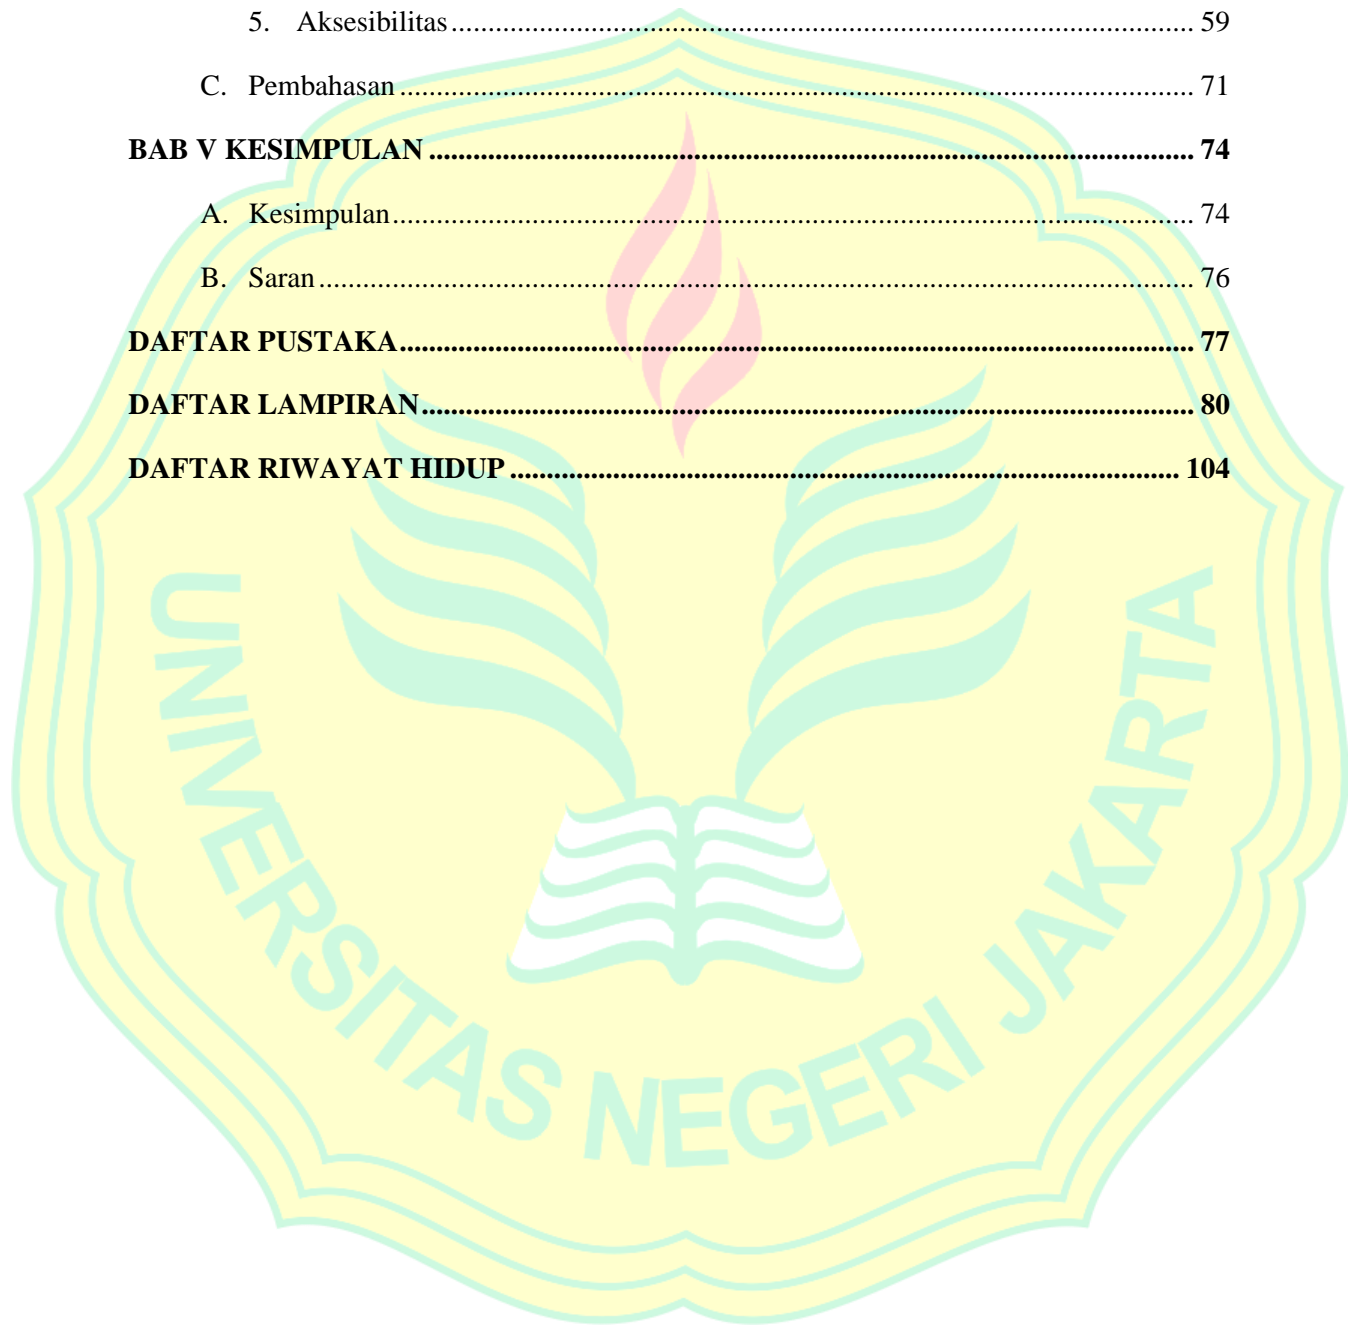 5. Aksesibilitas ........................................................................................................ 59
C. Pembahasan ............................................................................................................... 71
BAB V KESIMPULAN ......................................................................................................... 74
A. Kesimpulan ................................................................................................................ 74
B. Saran .......................................................................................................................... 76
DAFTAR PUSTAKA ............................................................................................................. 77
DAFTAR LAMPIRAN .......................................................................................................... 80
DAFTAR RIWAYAT HIDUP ............................................................................................. 104
UNIVERSITAS NEGERI JAKARTA